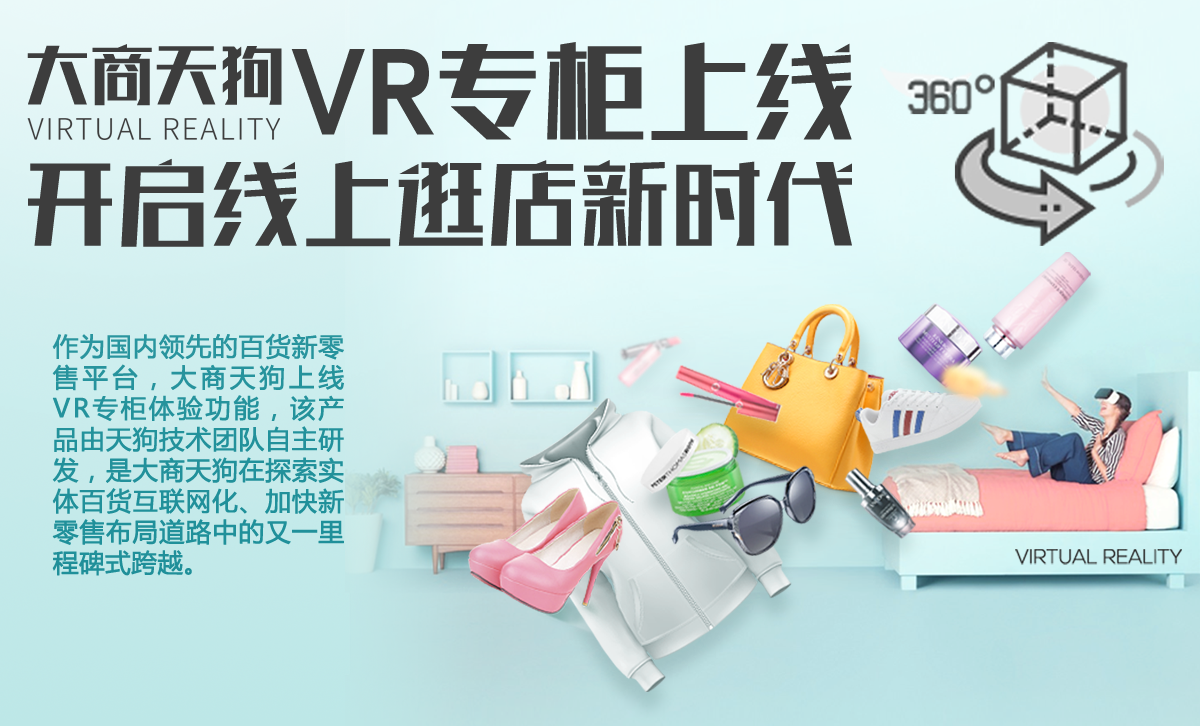 大商天狗
VIRTUAL REALITY
VR专柜上线
开启线上逛店新时代
360°
作为国内领先的百货新零
售平台，大商天狗上线
VR专柜体验功能，该产
品由天狗技术团队自主研
发，是大商天狗在探索实
体百货互联网化、加快新
零售布局道路中的又一里
程碑式跨越。
PETER THOMAS ROTH
VIRTUAL REALITY